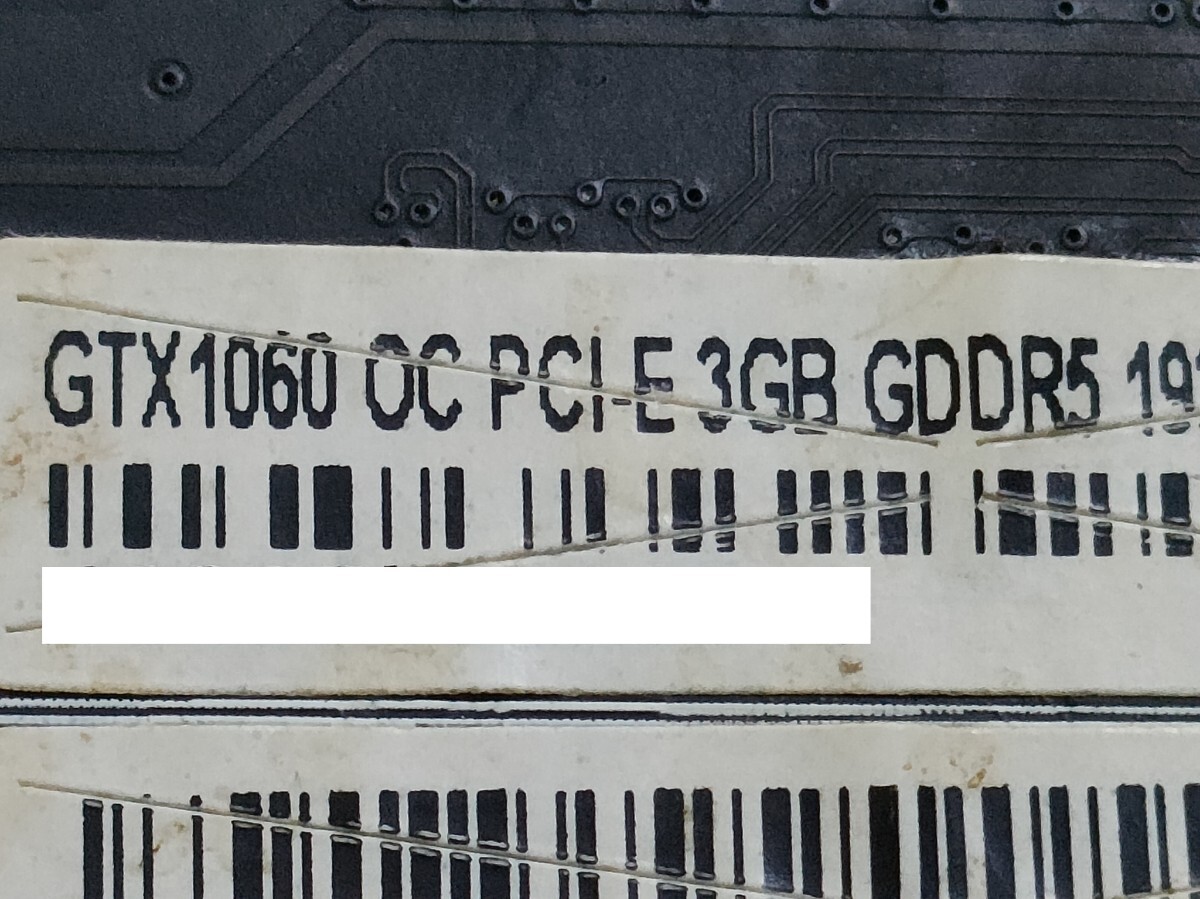 GTX1060 OC PCI-E 3GB GDDR5